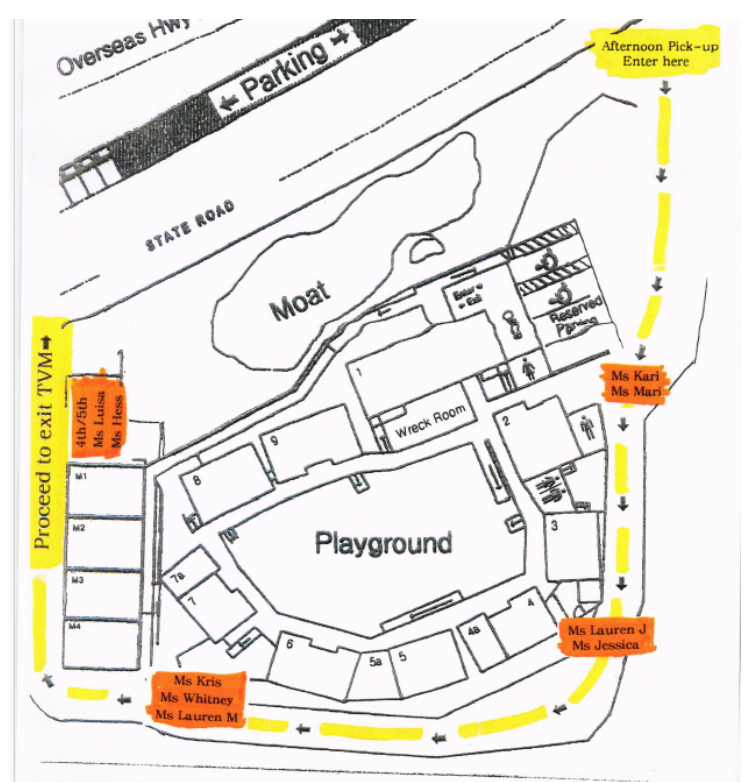 Overseas Hwy
Afternoon Pick-up
Enter here
← Parking →
STATE ROAD
Moat
Enter
Exit
Reserved
Parking
Proceed to exit TVM→
4th/5th
Ms Luisa
Ms Hess
Ms Kari
Ms Mari
1
Wreck Room
2
9
8
M1
M2
M3
M4
Playground
3
7a
7
4
4a
5
5a
6
Ms Lauren J
Ms Jessica
Ms Kris
Ms Whitney
Ms Lauren M